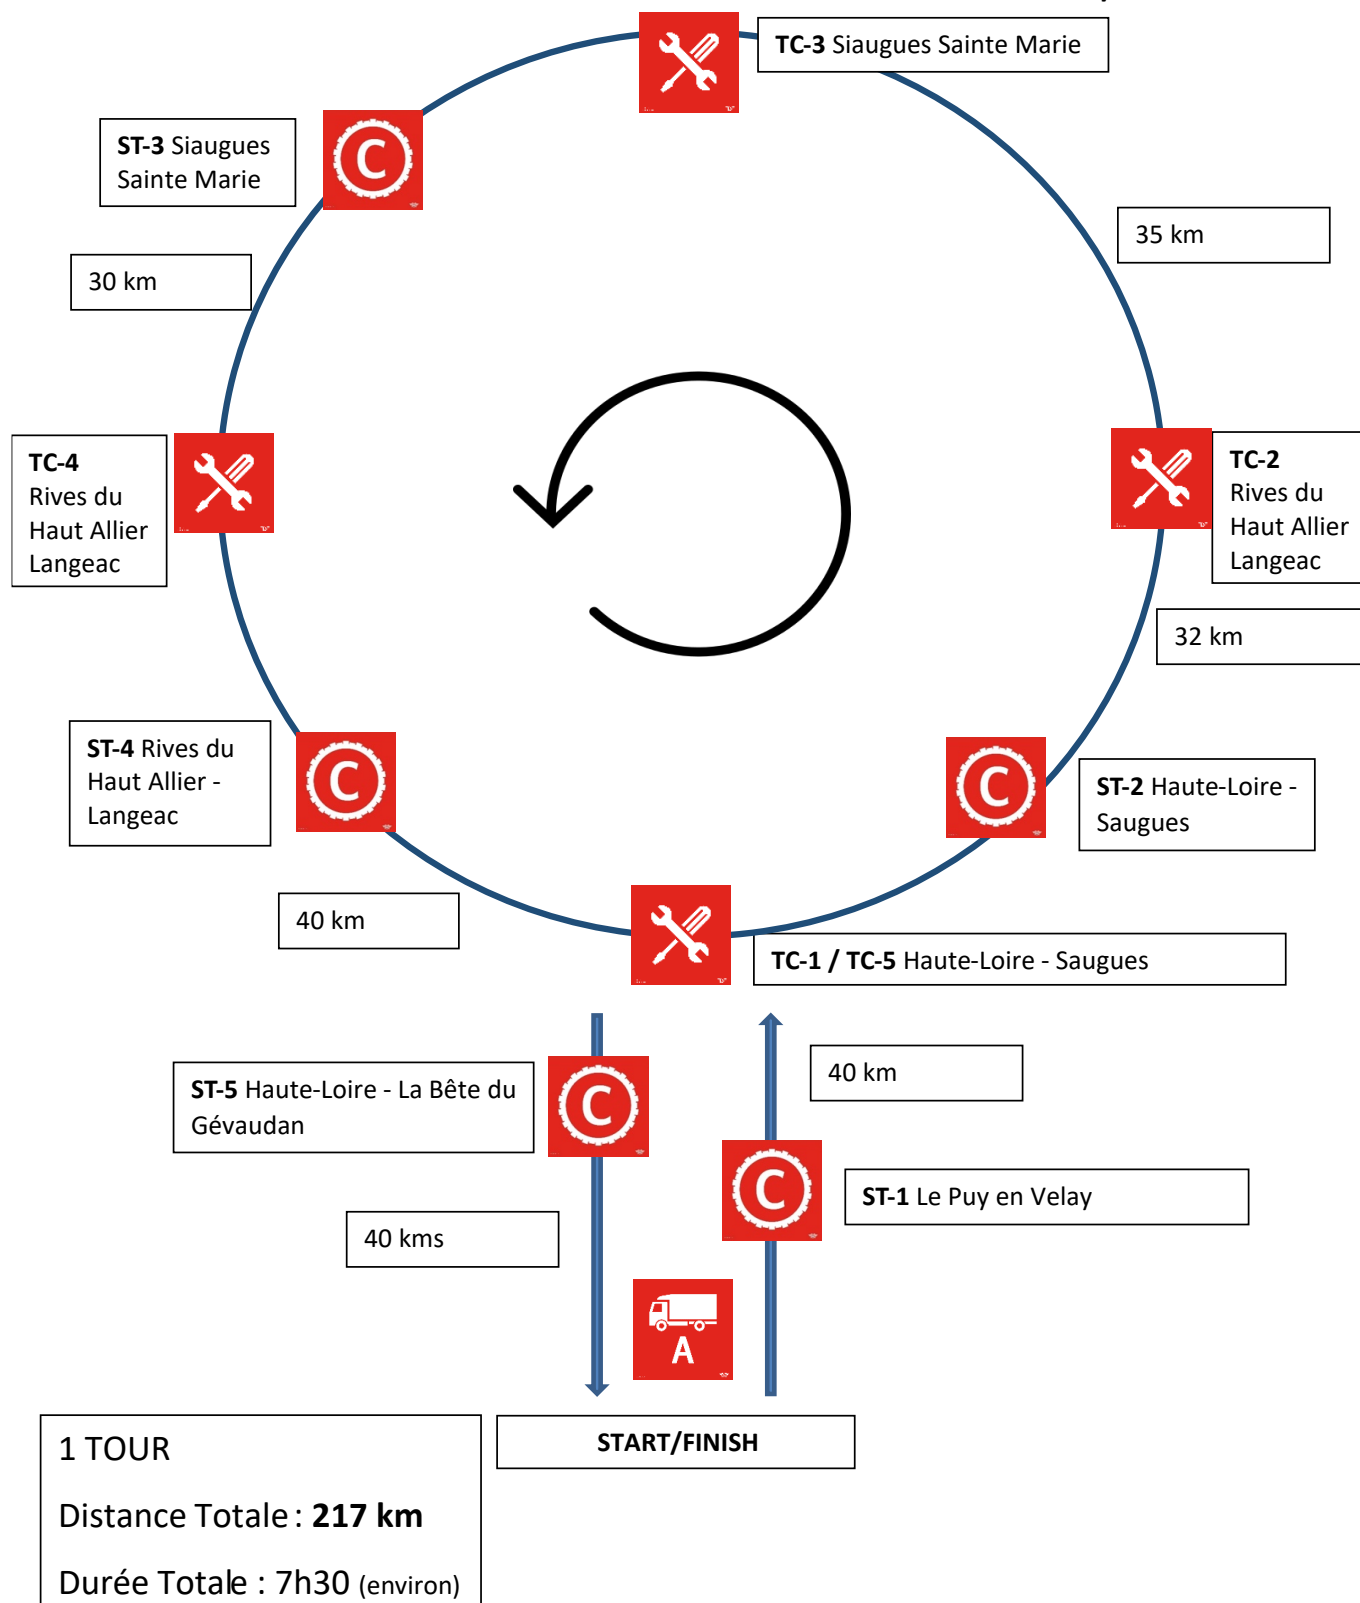 TC-3 Siaugues Sainte Marie
ST-3 Siaugues
Sainte Marie
C
35 km
30 km
TC-4
Rives du
Haut Allier
Langeac
TC-2
Rives du
Haut Allier
Langeac
32 km
ST-4 Rives du
Haut Allier -
Langeac
C
C
ST-2 Haute-Loire -
Saugues
40 km
TC-1 / TC-5 Haute-Loire - Saugues
ST-5 Haute-Loire - La Bête du
Gévaudan
C
40 km
C
ST-1 Le Puy en Velay
40 kms
A
START/FINISH
1 TOUR
Distance Totale : 217 km
Durée Totale : 7h30 (environ)